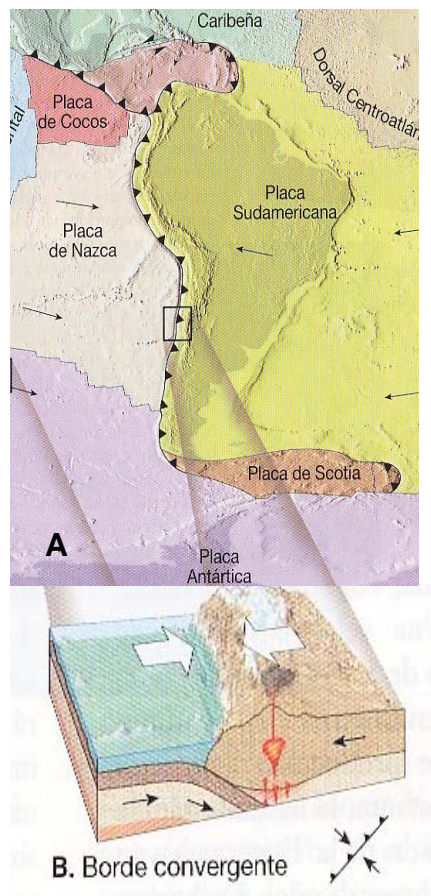 Caribeña
Dorsal Centroatlán
Placa
de Cocos
Placa
Sudamericana
Placa
de Nazca
Placa de Scotia
A
Placa
Antártica
B. Borde convergente